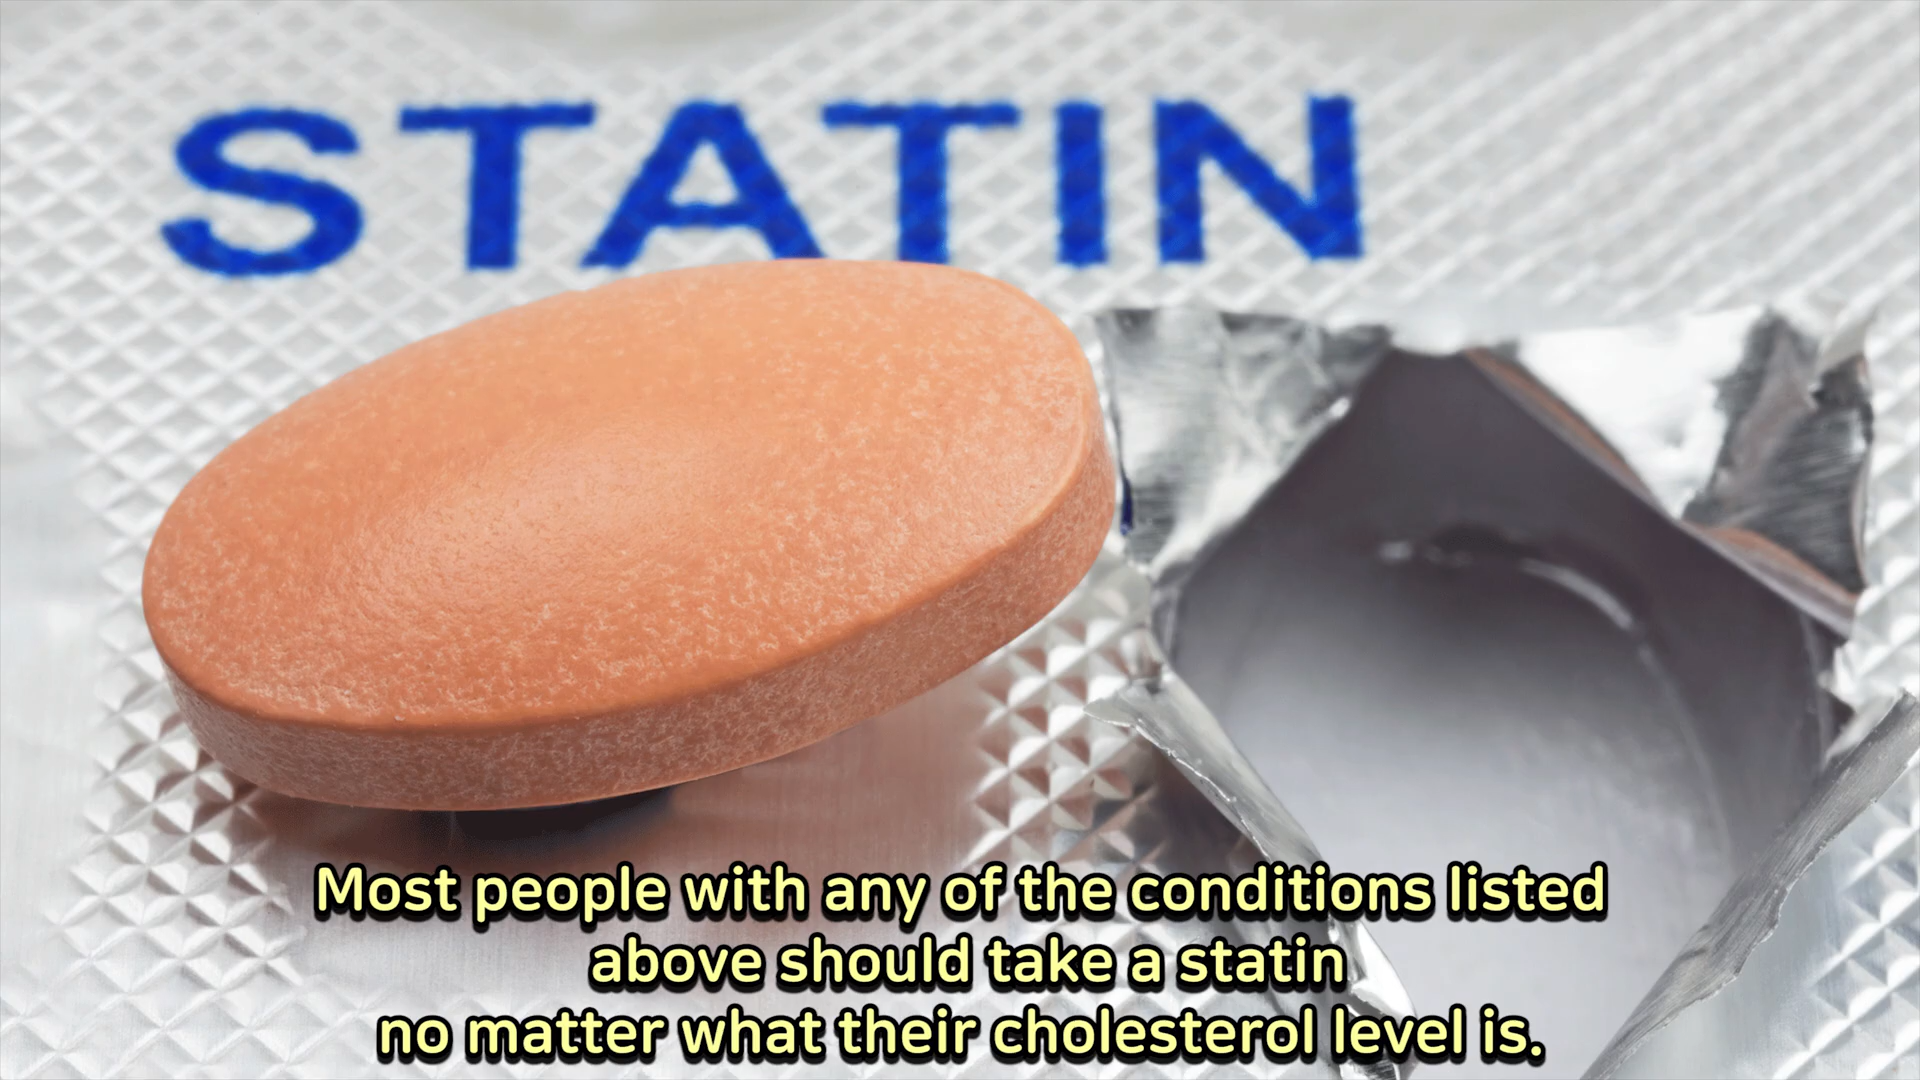 STATIN
Most people with any of the conditions listed
above should take a statin
no matter what their cholesterol level is.